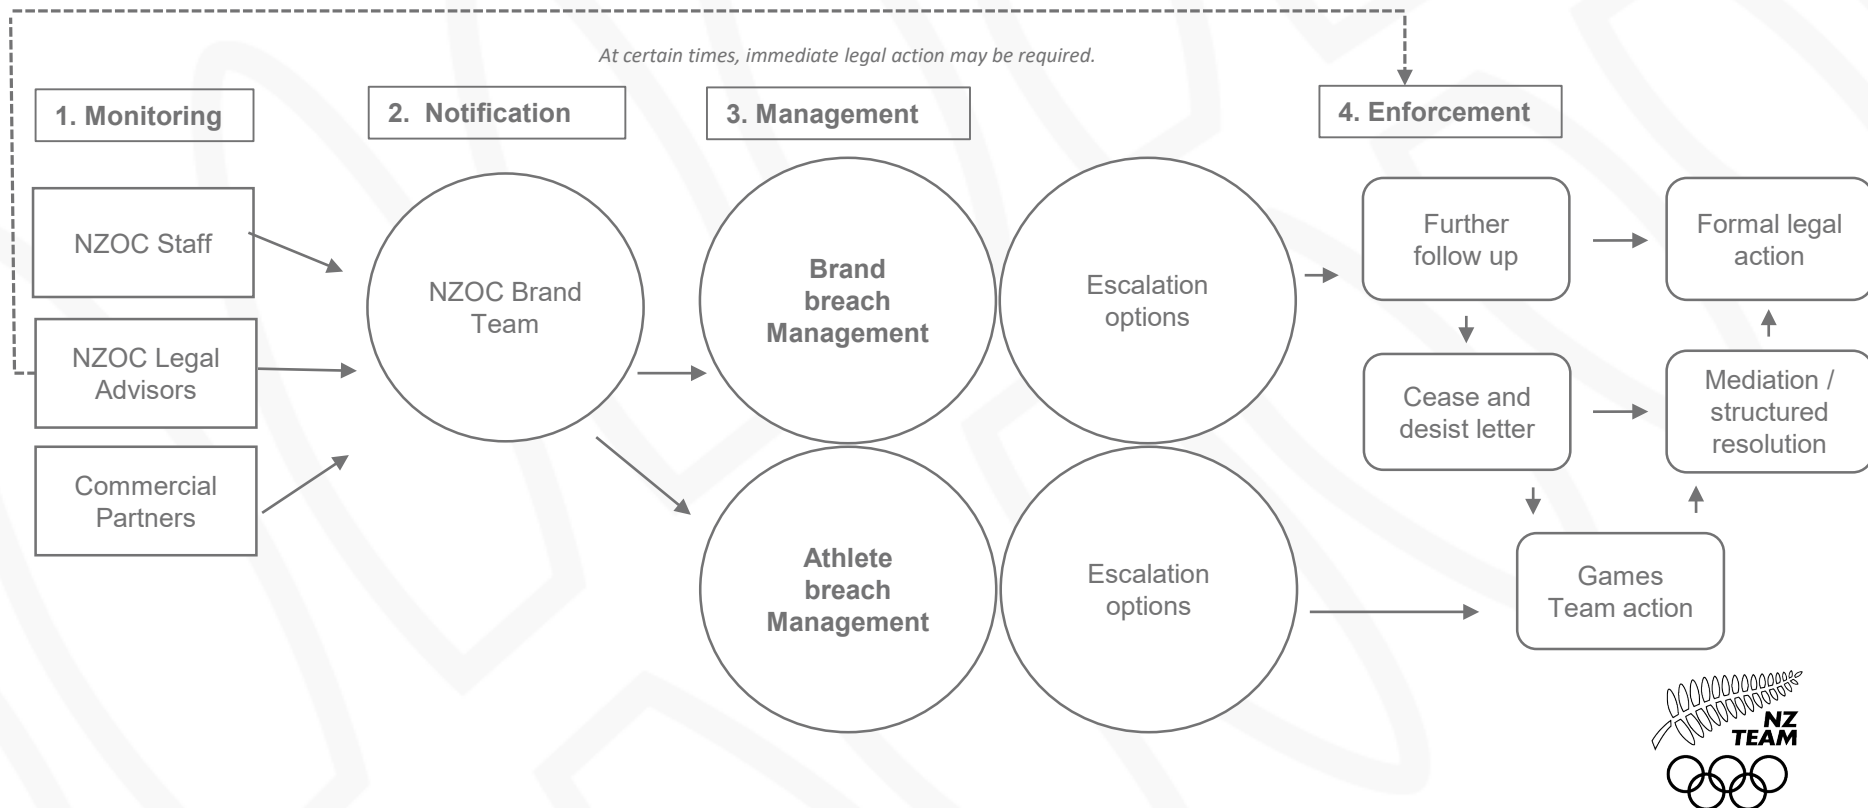 At certain times, immediate legal action may be required.
1. Monitoring
2. Notification
3. Management
4. Enforcement
NZOC Staff
NZOC Legal
Advisors
Commercial
Partners
NZOC Brand
Team
Brand
breach
Management
Escalation
options
Athlete
breach
Management
Escalation
options
Further
follow up
Formal legal
action
Cease and
desist letter
Mediation /
structured
resolution
Games
Team action
NZ
TEAM